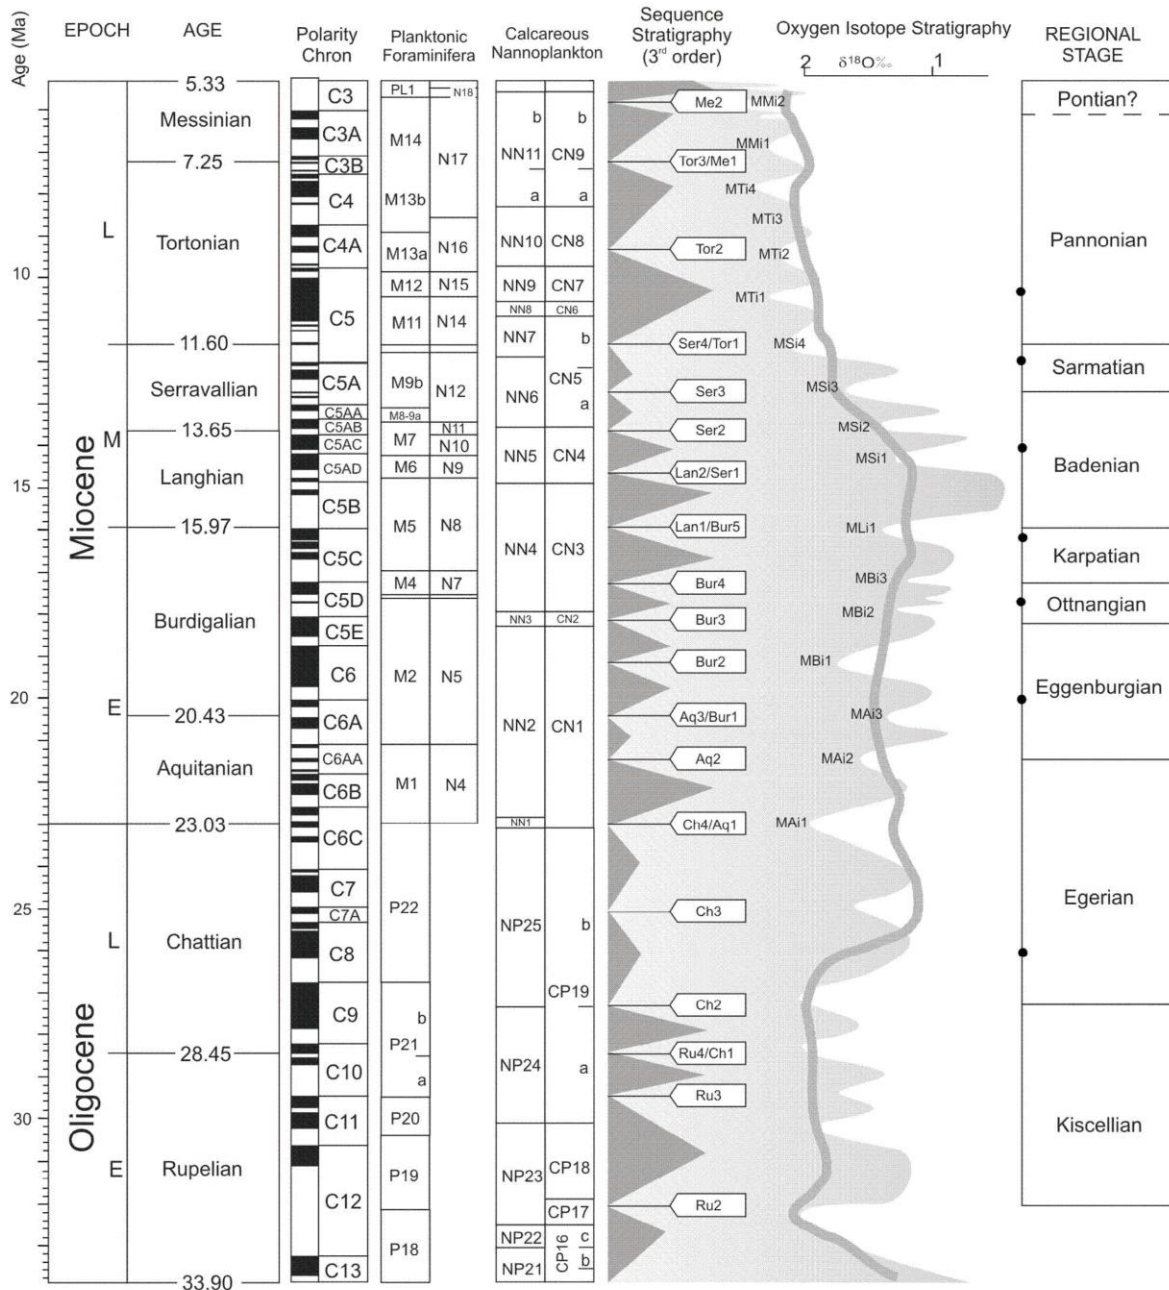 Age (Ma)
EPOCH
AGE
Polarity
Chron
Planktonic
Foraminifera
Calcareous
Nannoplankton
Sequence
Stratigraphy
(3rd order)
Oxygen Isotope Stratigraphy
2 δ18O‰ 1
REGIONAL
STAGE
10
15
20
25
30
Miocene
Oligocene
L
M
E
L
E
5.33
Messinian
7.25
Tortonian
11.60
Serravallian
13.65
Langhian
15.97
Burdigalian
20.43
Aquitanian
23.03
Chattian
28.45
Rupelian
33.90
C3
C3A
C3B
C4
C4A
C5
C5A
C5AA
C5AB
C5AC
C5AD
C5B
C5C
C5D
C5E
C6
C6A
C6AA
C6B
C6C
C7
C7A
C8
C9
C10
C11
C12
C13
PL1
M14
M13b
M13a
M12
M11
M9b
M8-9a
M7
M6
M5
M4
M2
M1
P22
b
P21
a
P20
P19
P18
N18
N17
N16
N15
N14
N12
N11
N10
N9
N8
N7
N5
N4
b
NN11
a
NN10
NN9
NN8
NN7
NN6
NN5
NN4
NN3
NN2
NN1
NP25
NP24
NP23
NP22
NP21
b
CN9
a
CN8
CN7
CN6
b
CN5
a
CN4
CN3
CN2
CN1
b
CP19
a
CP18
CP17
CP16
c
b
Me2
Tor3/Me1
Tor2
Ser4/Tor1
Ser3
Ser2
Lan2/Ser1
Lan1/Bur5
Bur4
Bur3
Bur2
Aq3/Bur1
Aq2
Ch4/Aq1
Ch3
Ch2
Ru4/Ch1
Ru3
Ru2
MMi2
MMi1
MTi4
MTi3
MTi2
MTi1
MSi4
MSi3
MSi2
MSi1
MLi1
MBi3
MBi2
MBi1
MAi3
MAi2
MAi1
Pontian?
Pannonian
Sarmatian
Badenian
Karpatian
Ottnangian
Eggenburgian
Egerian
Kiscellian